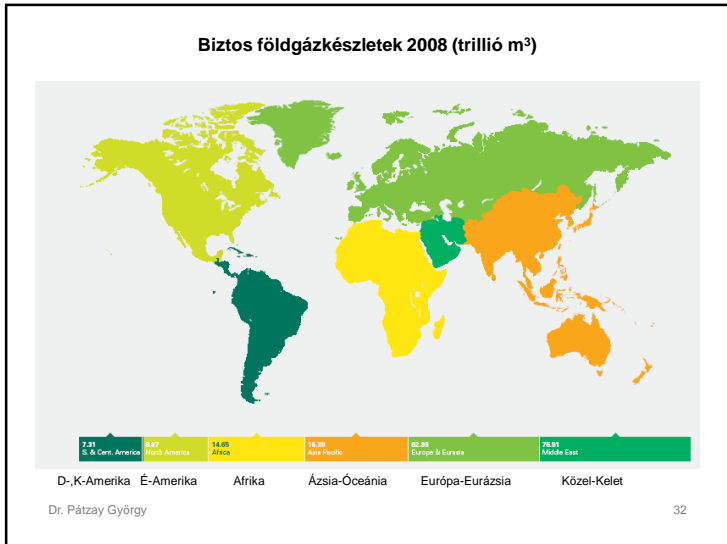 Biztos földgázkészletek 2008 (trillió m³)
7.31
S. & Cent. America
8.87
North America
14.65
Africa
15.39
Asia Pacific
62.89
Europe & Eurasia
75.91
Middle East
D-,K-Amerika É-Amerika Afrika Ázsia-Óceánia Európa-Eurázsia Közel-Kelet
Dr. Pátzay György 32